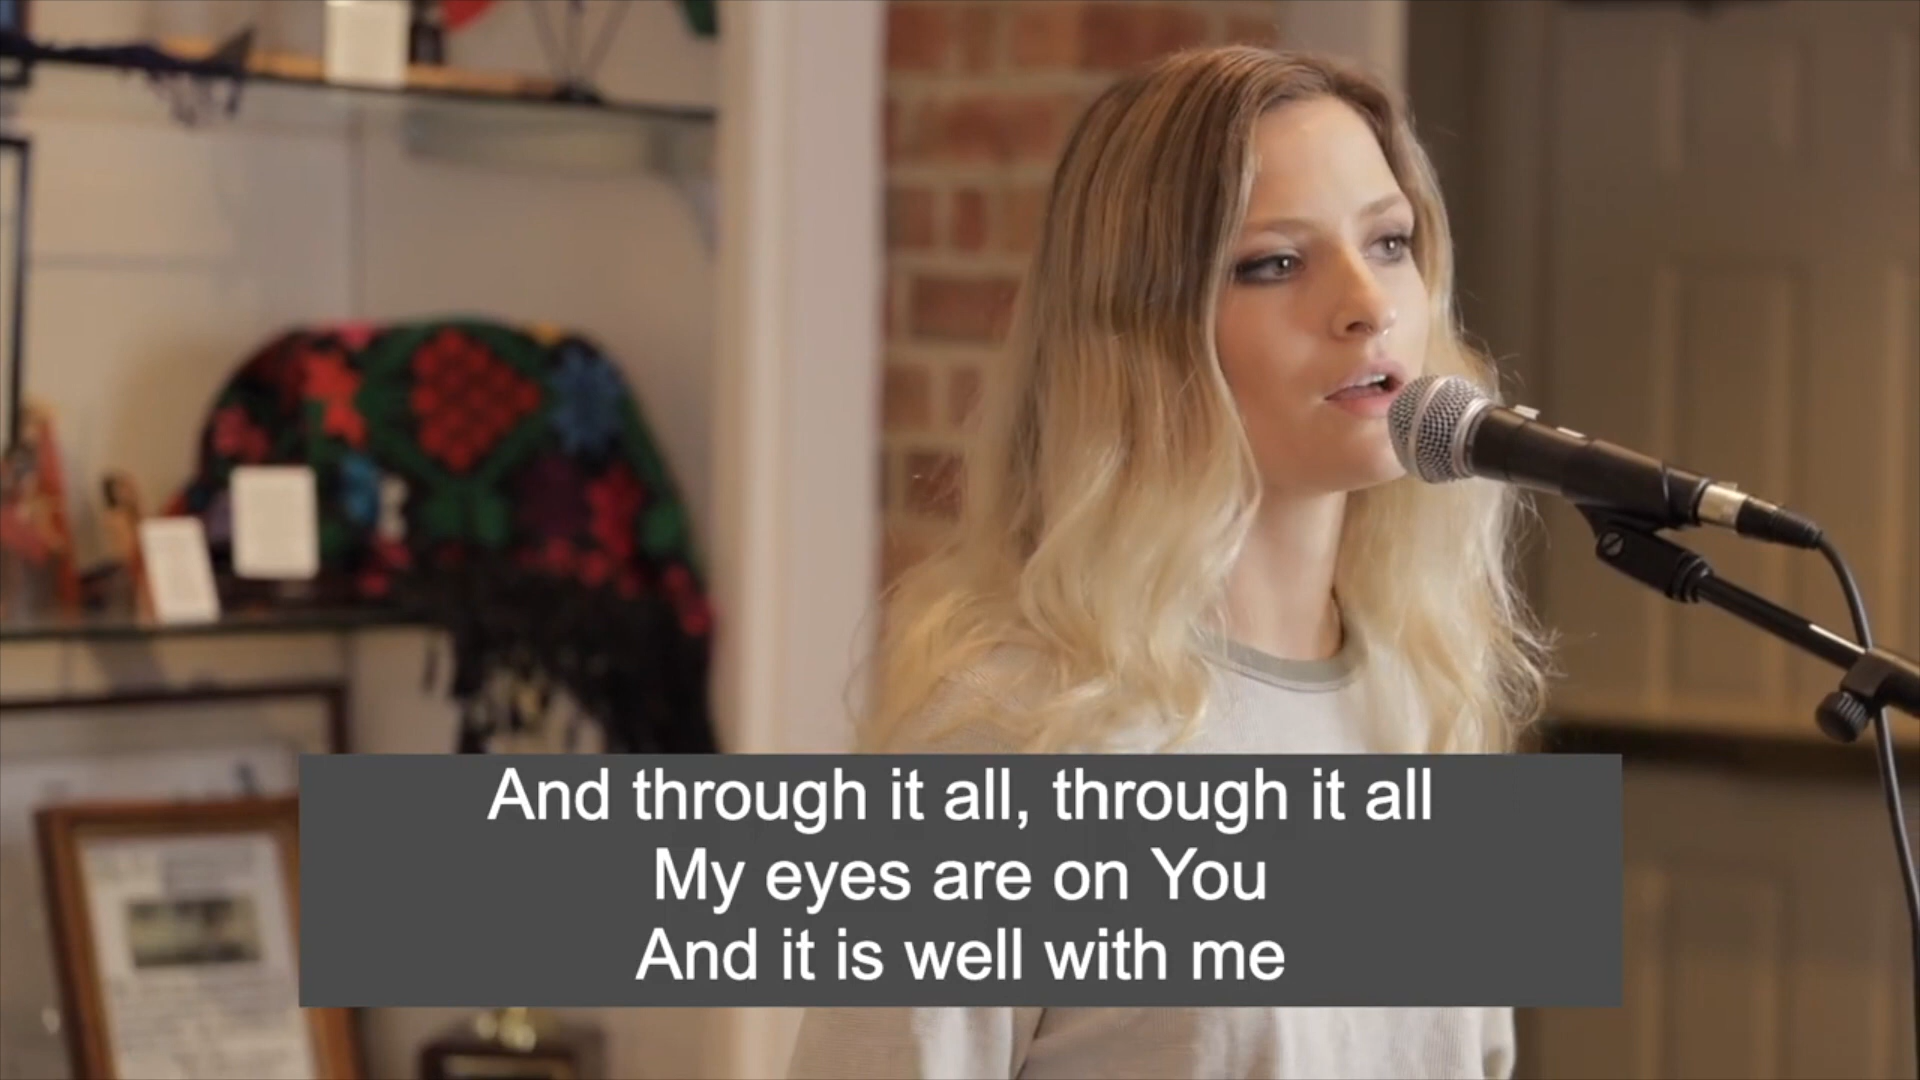 And through it all, through it all
My eyes are on You
And it is well with me